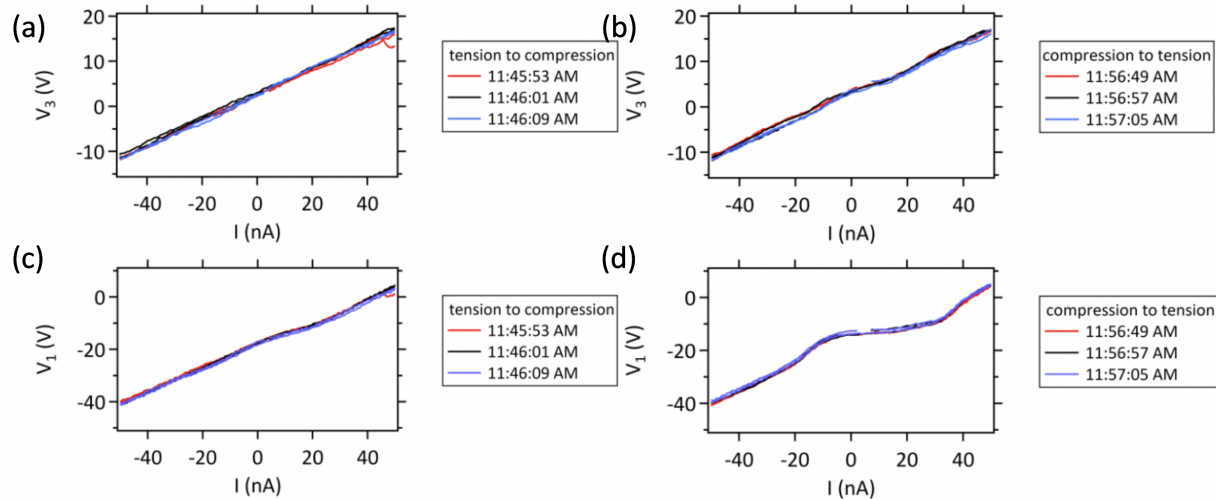 (a)
20
10
0
-10
V3 (V)
-40 -20 0 20 40
I (nA)
tension to compression
11:45:53 AM
11:46:01 AM
11:46:09 AM
(b)
20
10
0
-10
V3 (V)
-40 -20 0 20 40
I (nA)
compression to tension
11:56:49 AM
11:56:57 AM
11:57:05 AM
(c)
0
-20
-40
V1 (V)
-40 -20 0 20 40
I (nA)
tension to compression
11:45:53 AM
11:46:01 AM
11:46:09 AM
(d)
0
-20
-40
V1 (V)
-40 -20 0 20 40
I (nA)
compression to tension
11:56:49 AM
11:56:57 AM
11:57:05 AM